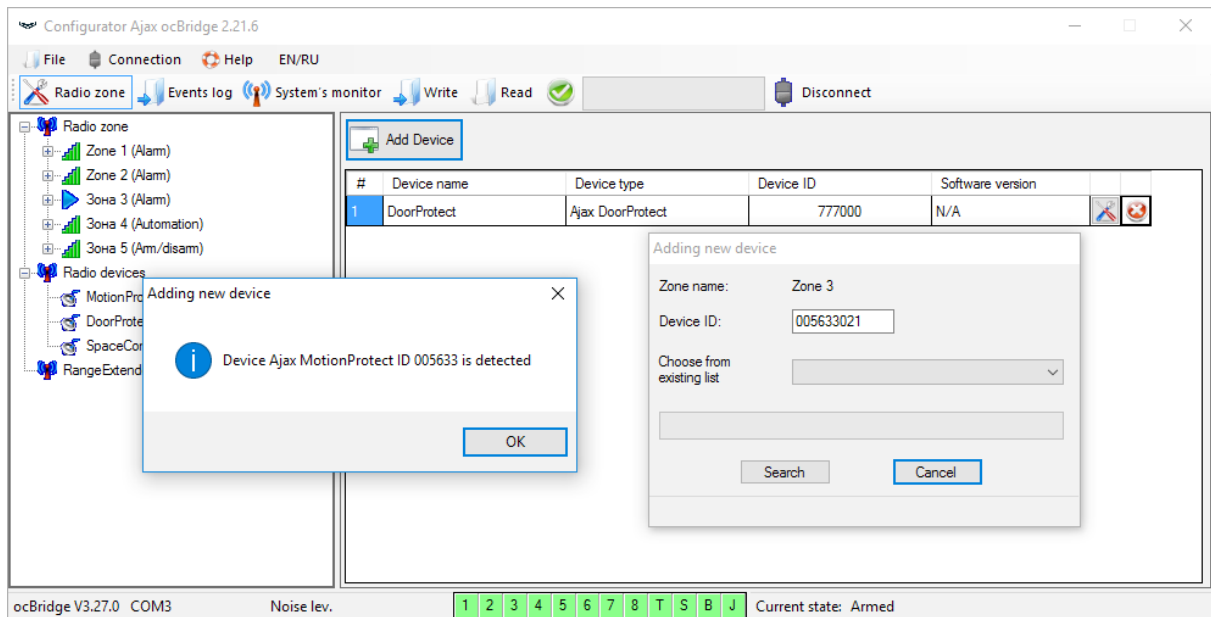 Configurator Ajax ocBridge 2.21.6
File Connection Help EN/RU
Radio zone Events log System's monitor Write Read Disconnect
Radio zone
Zone 1 (Alarm)
Zone 2 (Alarm)
Зона 3 (Alarm)
Зона 4 (Automation)
Зона 5 (Arm/disarm)
Radio devices
MotionPro
DoorProte
SpaceCon
RangeExtend
Add Device
# Device name Device type Device ID Software version
1 DoorProtect Ajax DoorProtect 777000 N/A
Adding new device
Device Ajax MotionProtect ID 005633 is detected
OK
Adding new device
Zone name: Zone 3
Device ID: 005633021
Choose from
existing list
Search Cancel
ocBridge V3.27.0 COM3 Noise lev. 1 2 3 4 5 6 7 8 T S B J Current state: Armed